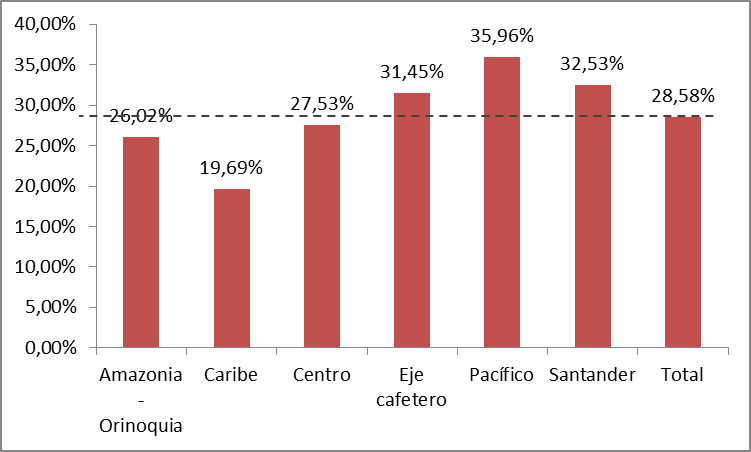 40,00%
35,00%
30,00%
25,00%
20,00%
15,00%
10,00%
5,00%
0,00%
26,02%
19,69%
27,53%
31,45%
35,96%
32,53%
28,58%
Amazonia
-
Orinoquia
Caribe
Centro
Eje
cafetero
Pacífico
Santander
Total